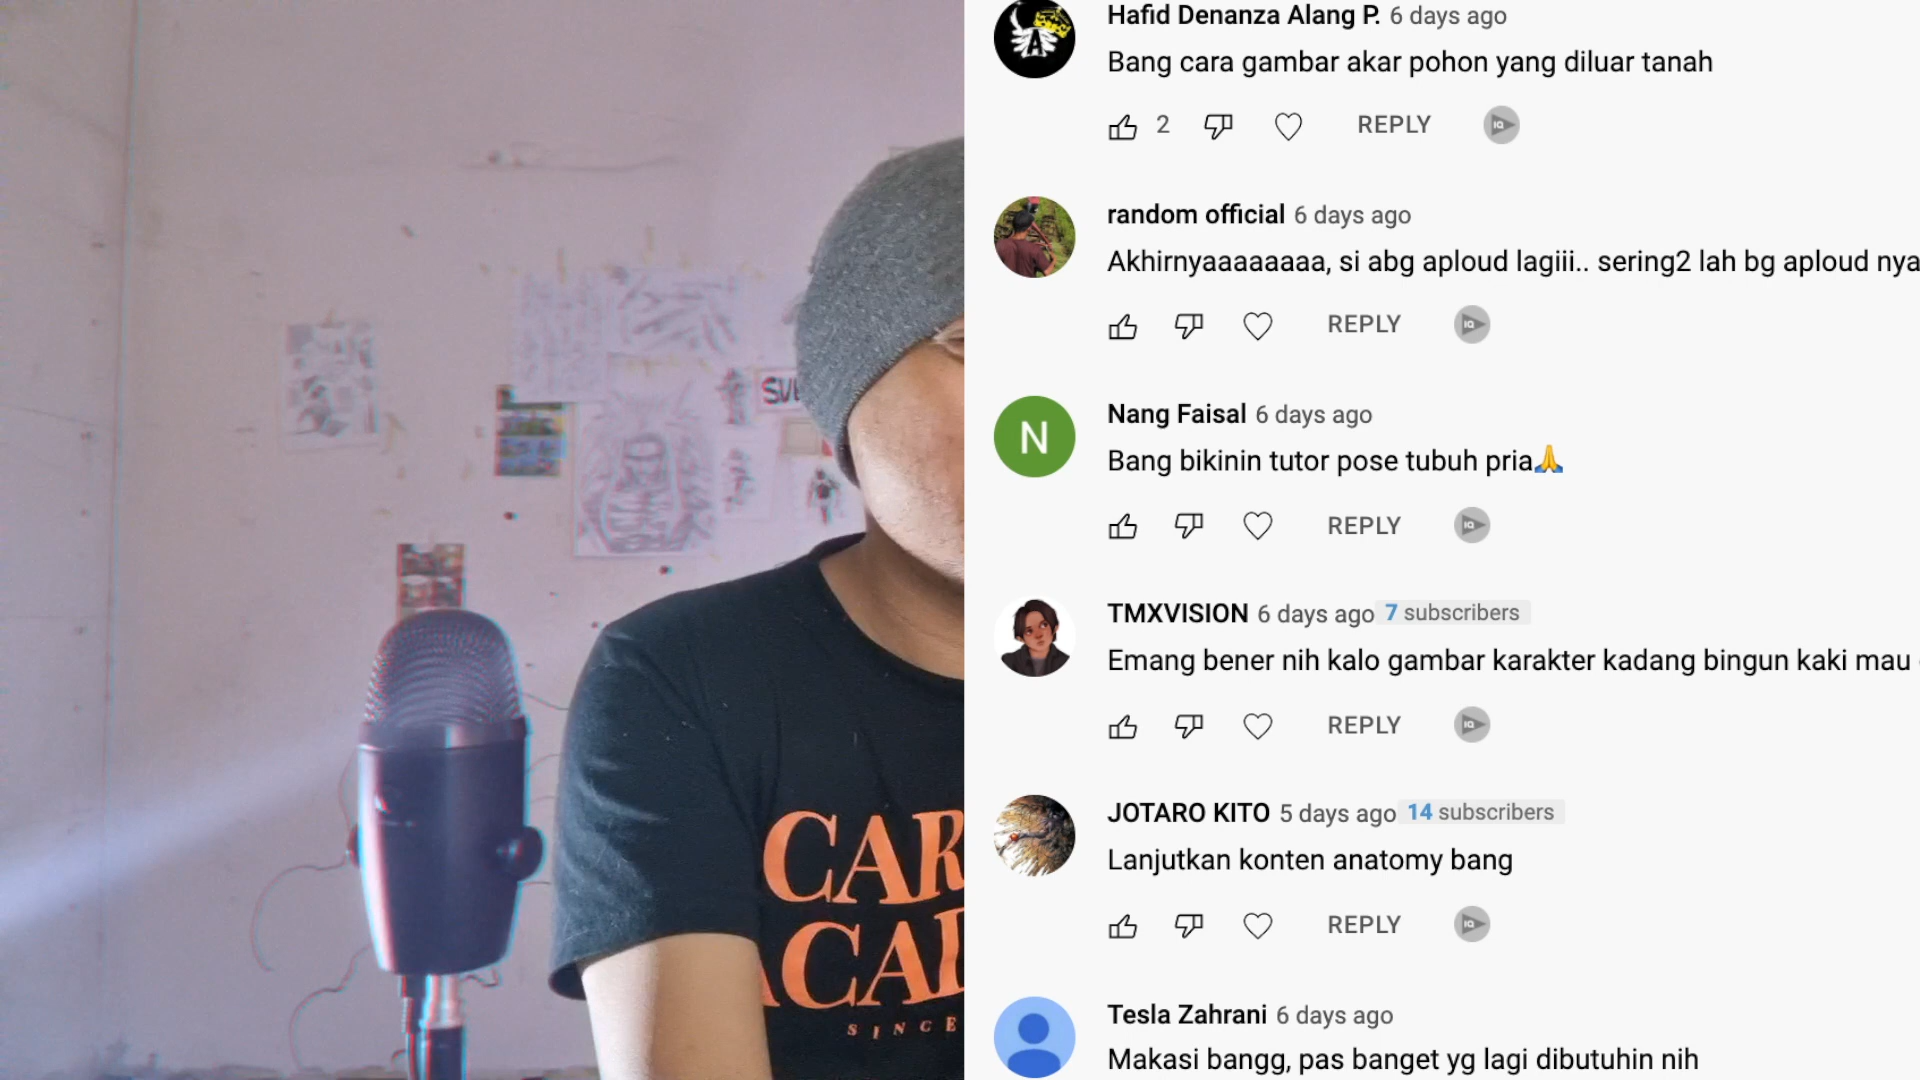 Hafid Denanza Alang P. 6 days ago
Bang cara gambar akar pohon yang diluar tanah
2 REPLY
random official 6 days ago
Akhirnyaaaaaaaa, si abg aploud lagiii.. sering2 lah bg aploud nya
REPLY
N
Nang Faisal 6 days ago
Bang bikinin tutor pose tubuh pria🙏
REPLY
TMXVISION 6 days ago 7 subscribers
Emang bener nih kalo gambar karakter kadang bingun kaki mau
REPLY
JOTARO KITO 5 days ago 14 subscribers
Lanjutkan konten anatomy bang
REPLY
Tesla Zahrani 6 days ago
Makasi bangg, pas banget yg lagi dibutuhin nih
CAR
ACAD
SINCE